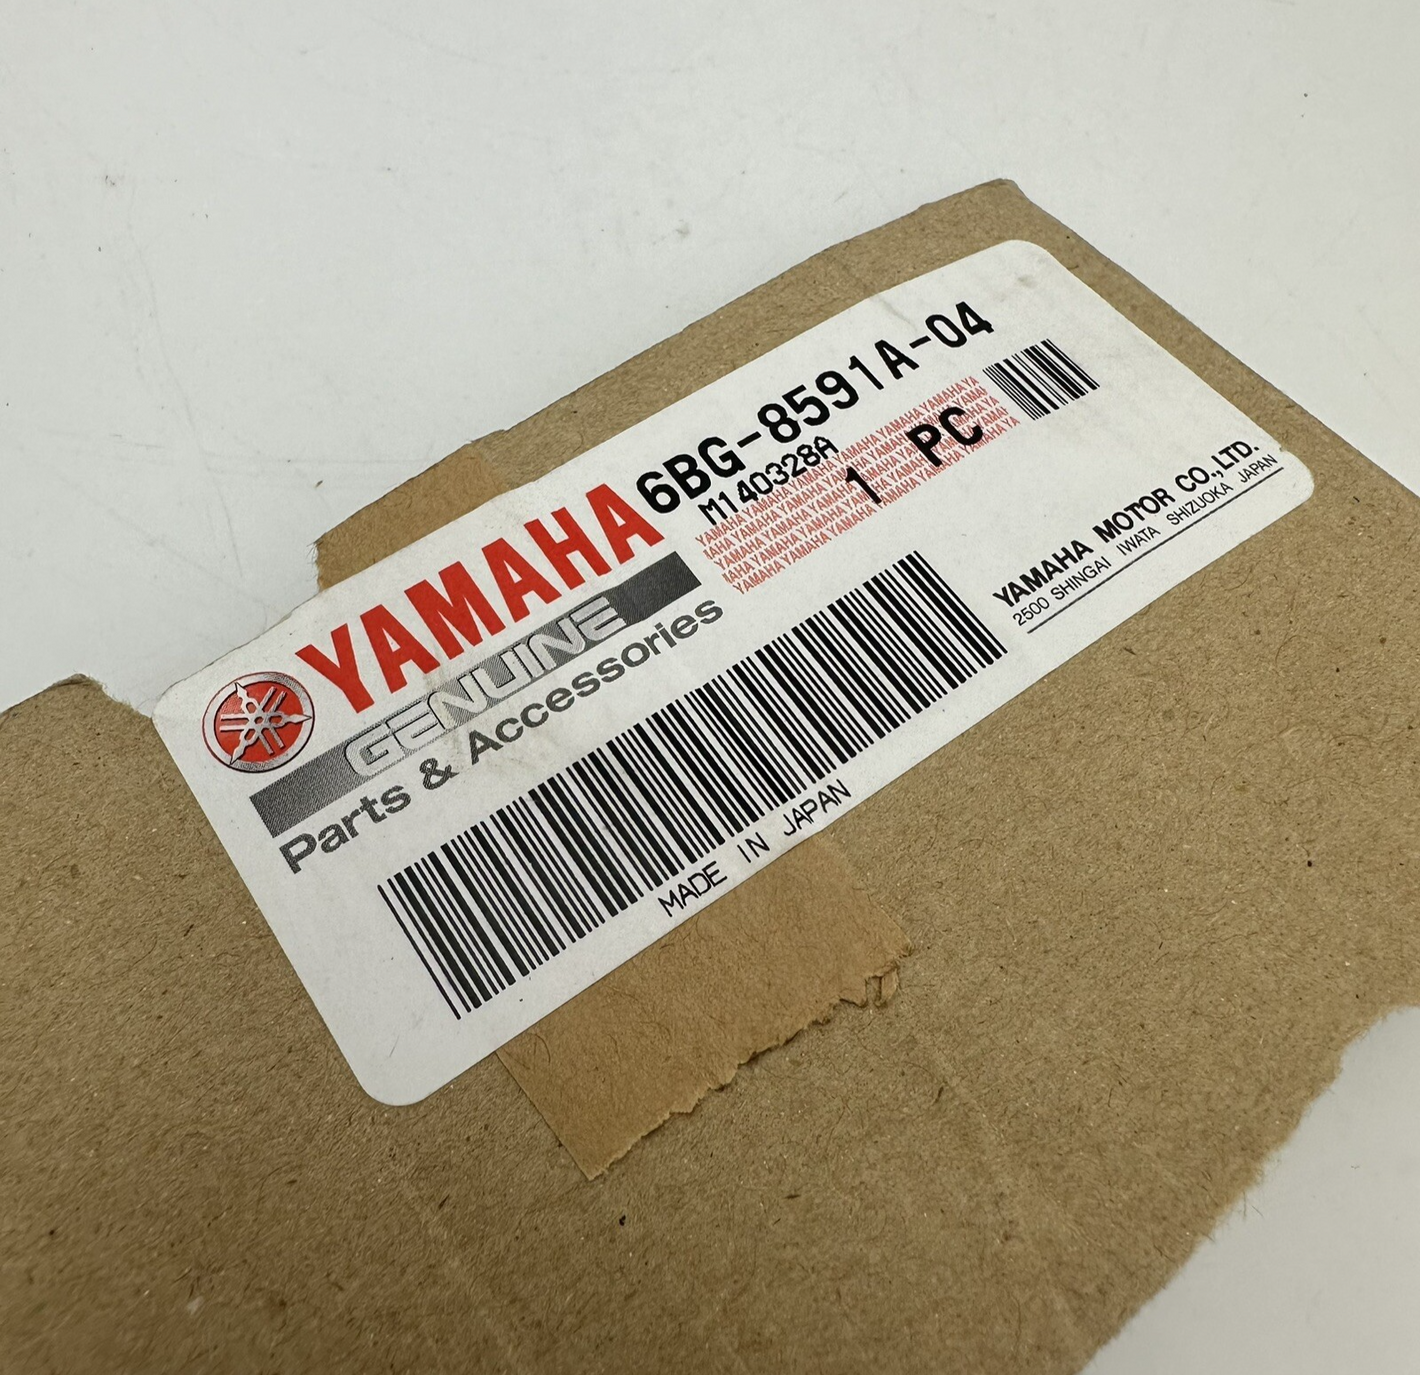 6BG-8591A-04
M140328A
1 PC
YAMAHA
GENUINE
Parts & Accessories
YAMAHA MOTOR CO.,LTD.
2500 SHINGAI IWATA SHIZUOKA JAPAN
MADE IN JAPAN